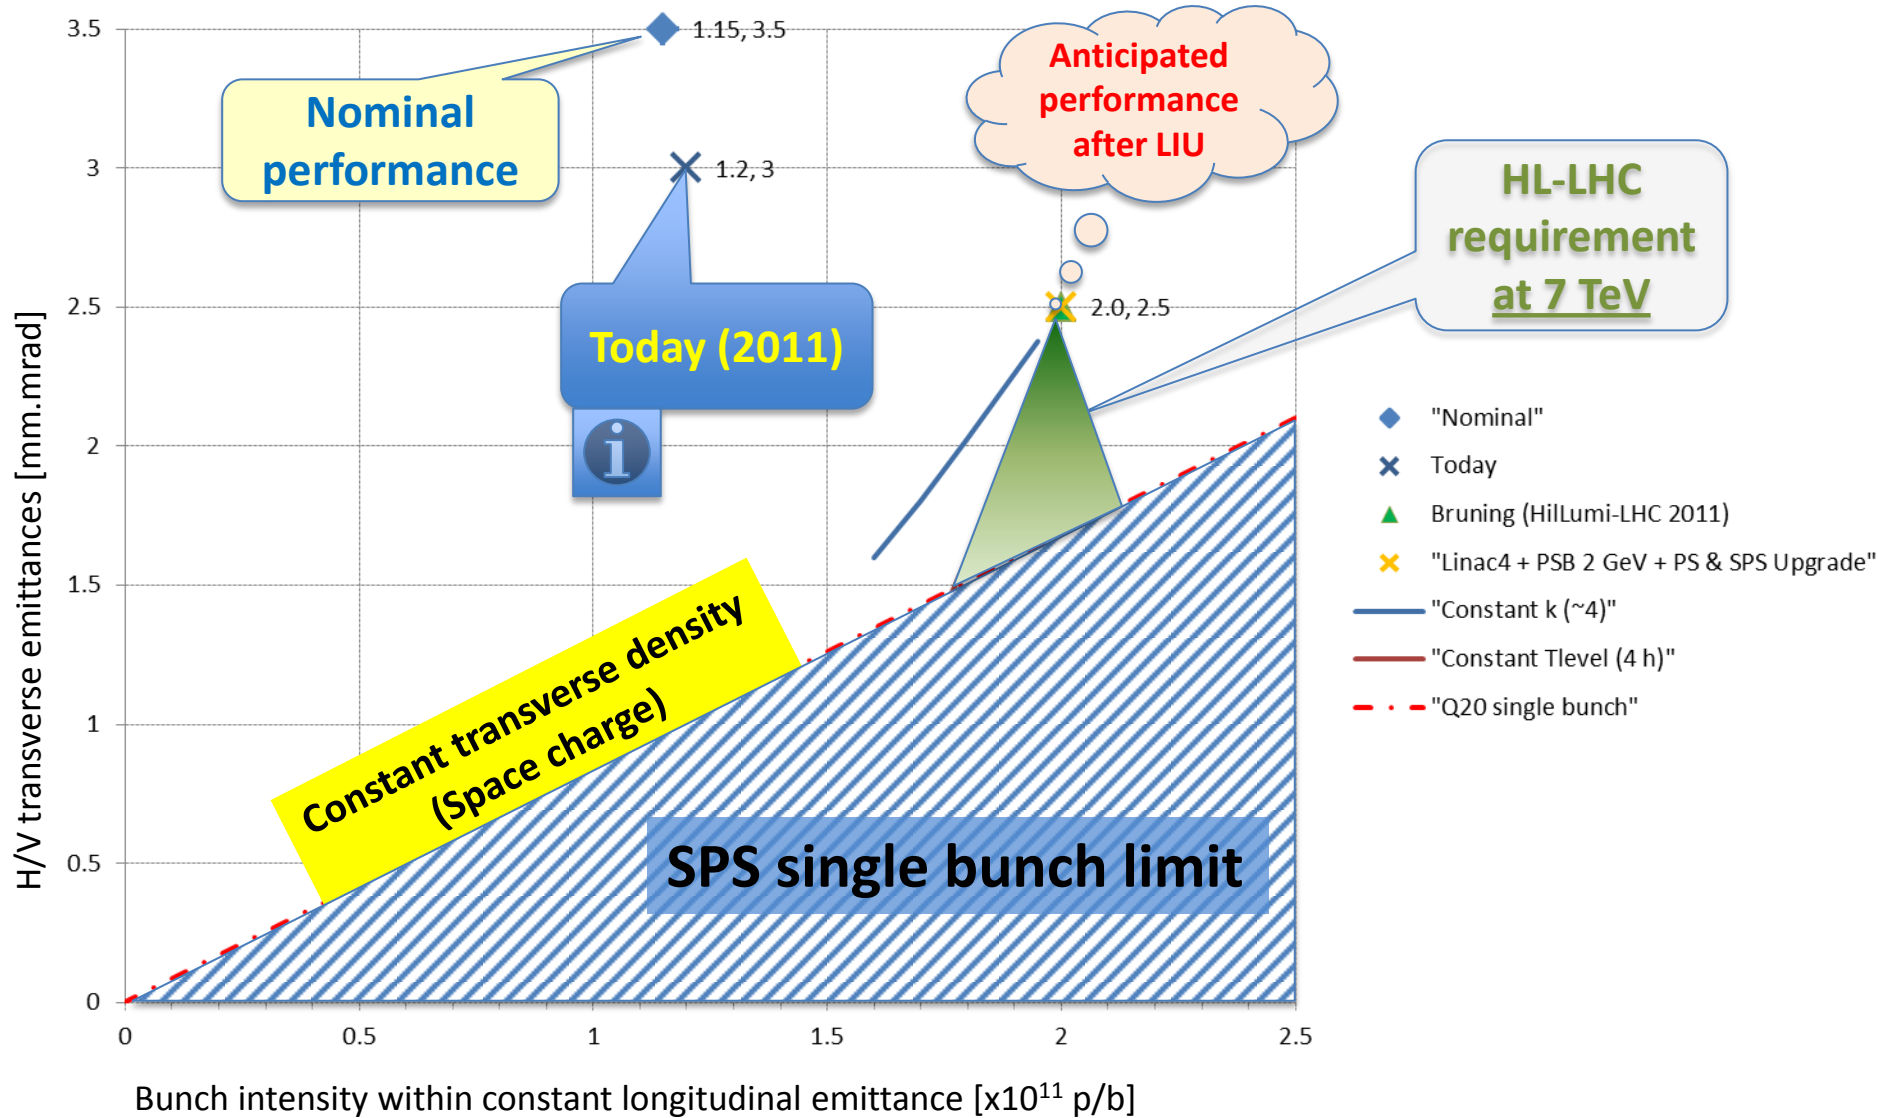 3.5
3
2.5
2
1.5
1
0.5
0
H/V transverse emittances [mm.mrad]
1.15, 3.5
Nominal
performance
1.2, 3
Today (2011)
i
Anticipated
performance
after LIU
2.0, 2.5
HL-LHC
requirement
at 7 TeV
Constant transverse density
(Space charge)
SPS single bunch limit
"Nominal"
Today
Bruning (HilLumi-LHC 2011)
"Linac4 + PSB 2 GeV + PS & SPS Upgrade"
"Constant k (~4)"
"Constant Tlevel (4 h)"
"Q20 single bunch"
0 0.5 1 1.5 2 2.5
Bunch intensity within constant longitudinal emittance [x10¹¹ p/b]